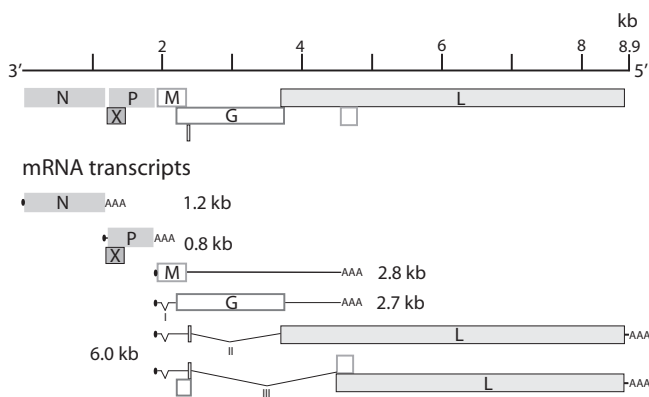 kb
2 4 6 8 8.9
3’ 5’
N P M L
X G
mRNA transcripts
N AAA 1.2 kb
P AAA 0.8 kb
X
M AAA 2.8 kb
I G AAA 2.7 kb
L AAA
II
6.0 kb
L AAA
III